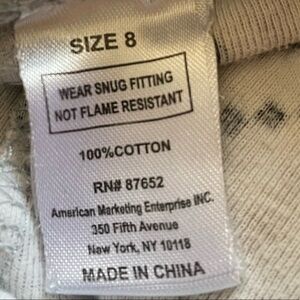 SIZE 8
WEAR SNUG FITTING
NOT FLAME RESISTANT
100%COTTON
RN# 87652
American Marketing Enterprise INC.
350 Fifth Avenue
New York, NY 10118
MADE IN CHINA